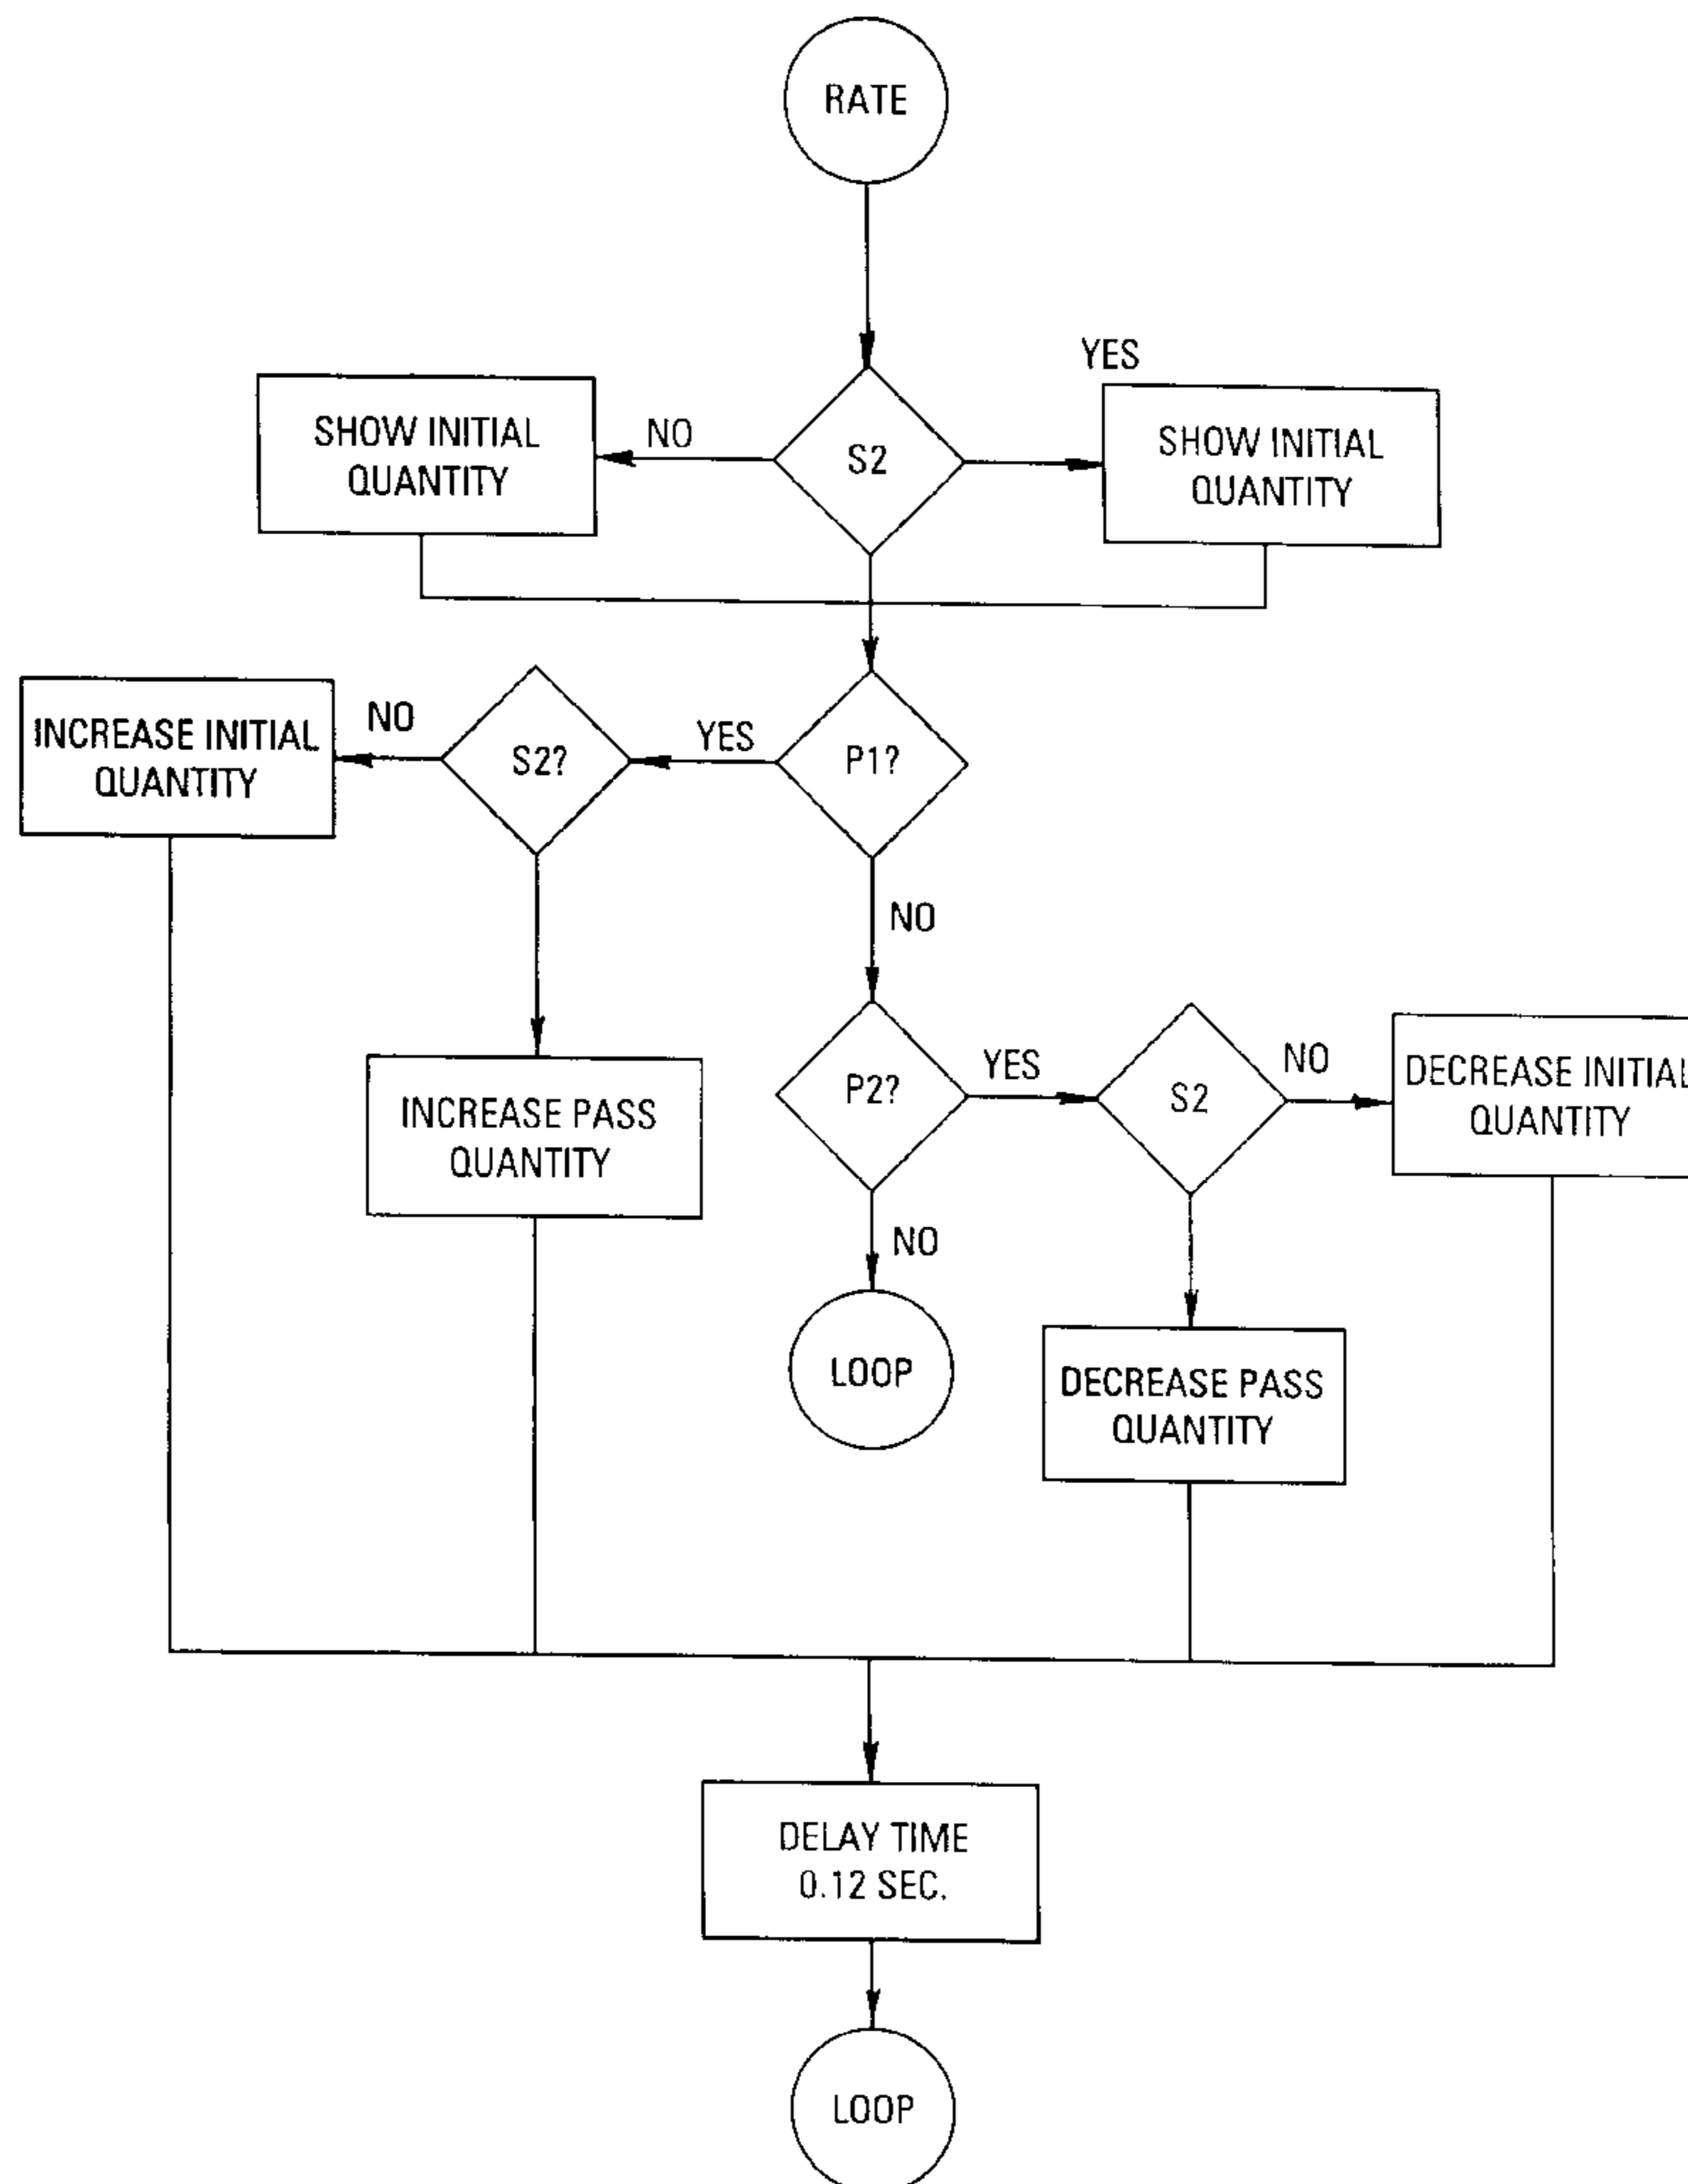 RATE
YES
SHOW INITIAL
QUANTITY
NO
S2
SHOW INITIAL
QUANTITY
INCREASE INITIAL
QUANTITY
NO
S2?
YES
P1?
NO
INCREASE PASS
QUANTITY
P2?
YES
S2
NO
DECREASE INITIAL
QUANTITY
NO
LOOP
DECREASE PASS
QUANTITY
DELAY TIME
0.12 SEC.
LOOP